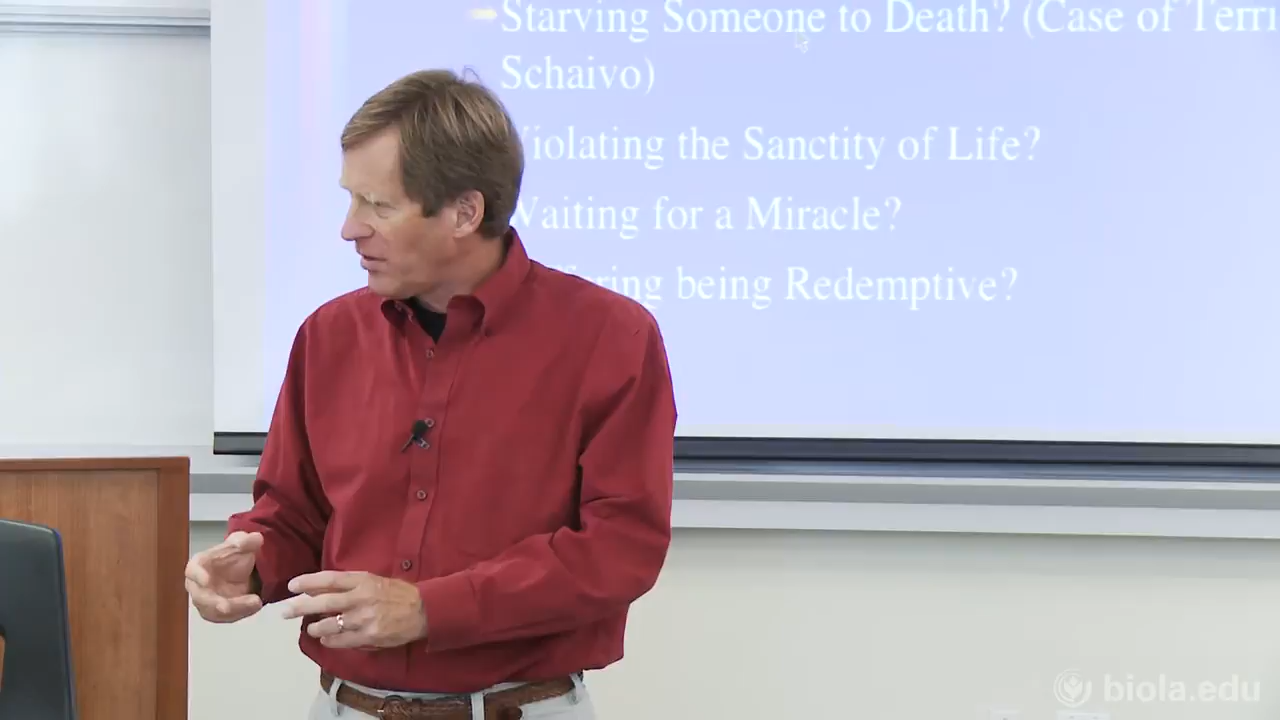 Starving Someone to Death? (Case of Terri
Schaivo)
Violating the Sanctity of Life?
Waiting for a Miracle?
being Redemptive?
biola.edu